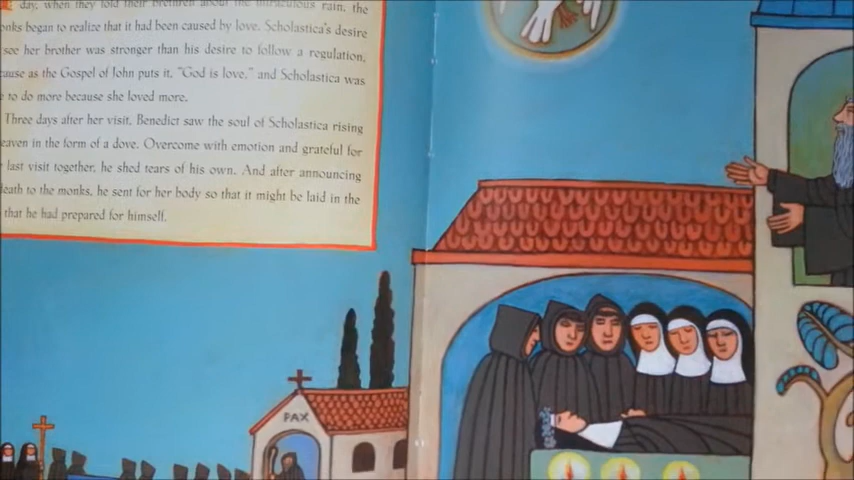 day, when they told their brethren about the miraculous rain, the
onks began to realize that it had been caused by love. Scholastica's desire
see her brother was stronger than his desire to follow a regulation,
ause as the Gospel of John puts it, "God is love," and Scholastica was
e to do more because she loved more.
Three days after her visit, Benedict saw the soul of Scholastica rising
eaven in the form of a dove. Overcome with emotion and grateful for
last visit together, he shed tears of his own. And after announcing
eath to the monks, he sent for her body so that it might be laid in the
that he had prepared for himself.
PAX